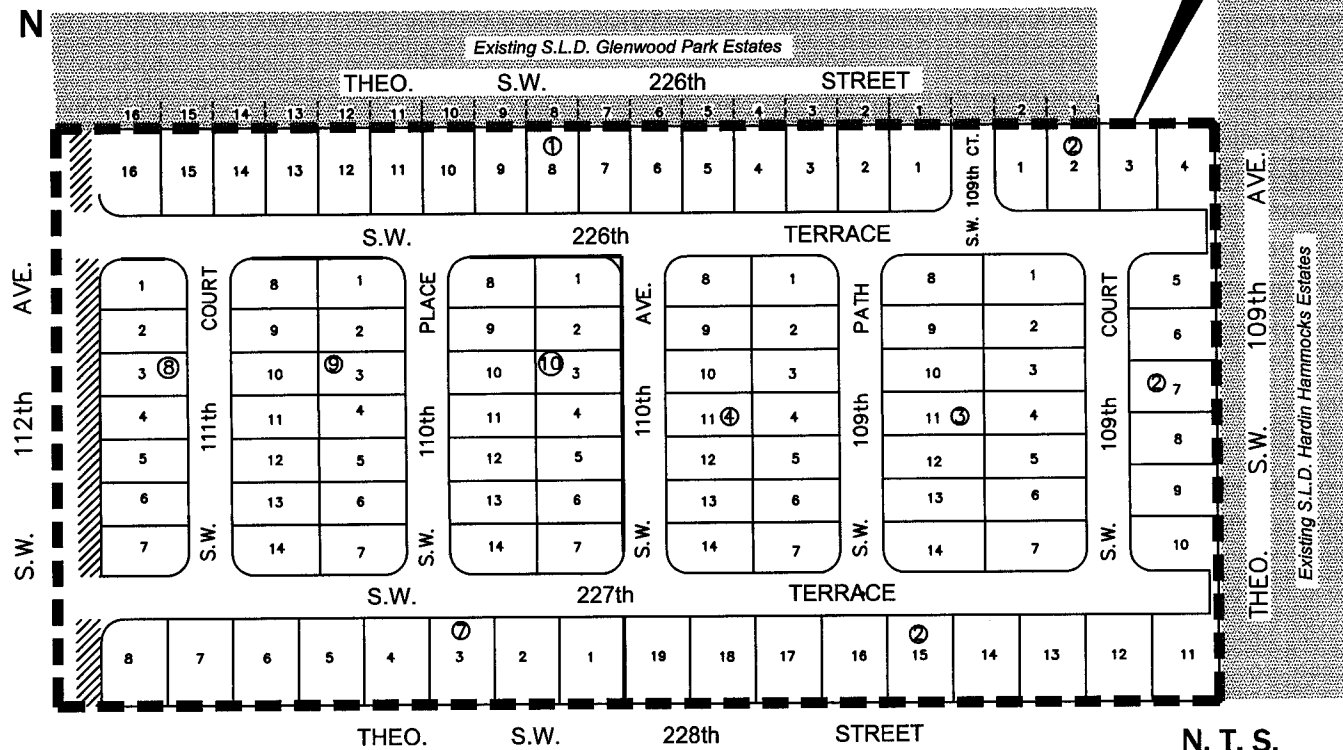 N
Existing S.L.D. Glenwood Park Estates
THEO. S.W. 226th STREET
16 15 14 13 12 11 10 9 8 7 6 5 4 3 2 1 2 1
① ②
16 15 14 13 12 11 10 9 8 7 6 5 4 3 2 1 1 2 3 4
S.W. 109th CT.
S.W. 226th TERRACE
S.W. 112th AVE.
S.W. 111th COURT
S.W. 110th PLACE
S.W. 110th AVE.
S.W. 109th PATH
S.W. 109th COURT
THEO. S.W. 109th AVE.
Existing S.L.D. Hardin Hammocks Estates
1 8 1 8 1 8 1 8 1 5
2 9 2 9 2 9 2 9 2 6
3 ⑧ 10 ⑨ 3 10 ⑩ 3 10 3 10 3 ② 7
4 11 4 11 4 11 ④ 4 11 ③ 4 8
5 12 5 12 5 12 5 12 5 9
6 13 6 13 6 13 6 13 6
7 14 7 14 7 14 7 14 7 10
S.W. 227th TERRACE
⑦ ②
8 7 6 5 4 3 2 1 19 18 17 16 15 14 13 12 11
THEO. S.W. 228th STREET
N. T. S.